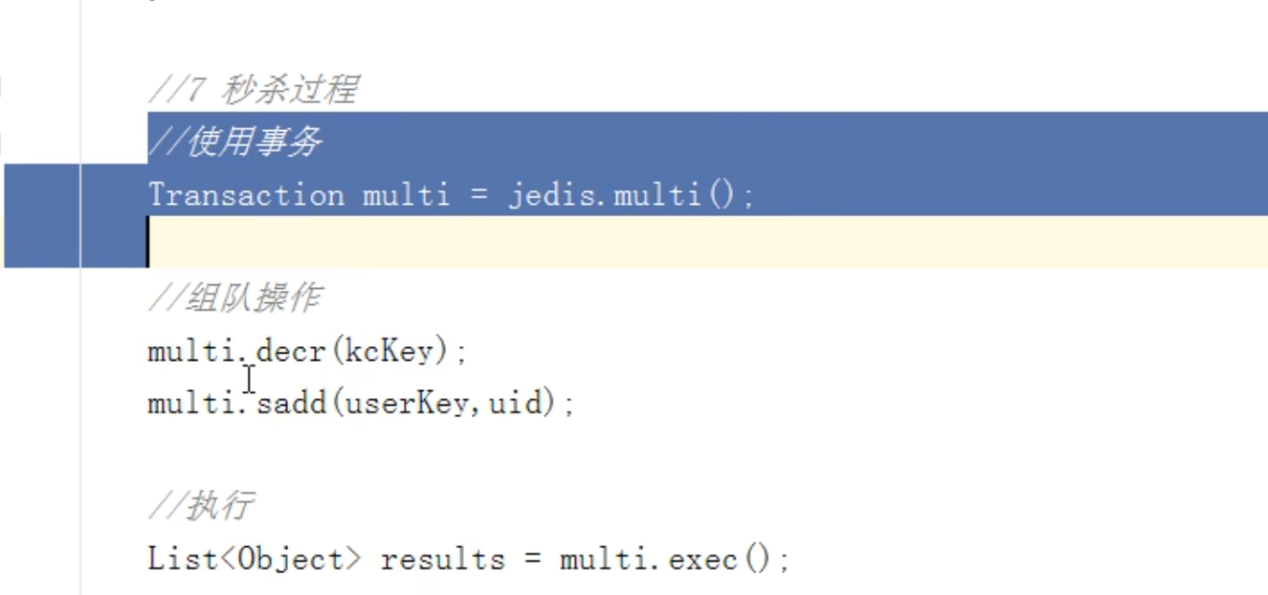 //7 秒杀过程
//使用事务
Transaction multi = jedis.multi();
//组队操作
multi.decr(kcKey);
multi.sadd(userKey,uid);
//执行
List<Object> results = multi.exec();